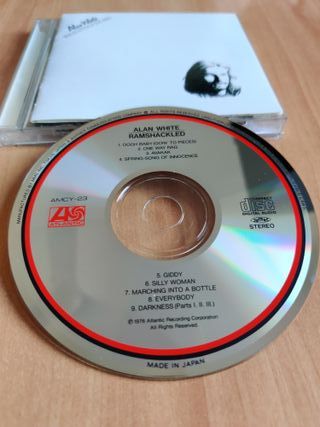 ALAN WHITE
RAMSHACKLED
1. OOOH BABY (GOIN' TO PIECES)
2. ONE WAY RAG
3. AVAKAK
4. SPRING-SONG OF INNOCENCE
AMCY-23
ATLANTIC
COMPACT
disc
DIGITAL AUDIO
STEREO
5. GIDDY
6. SILLY WOMAN
7. MARCHING INTO A BOTTLE
8. EVERYBODY
9. DARKNESS (Parts I. II. III.)
℗1976 Atlantic Recording Corporation
All Rights Reserved.
MADE IN JAPAN